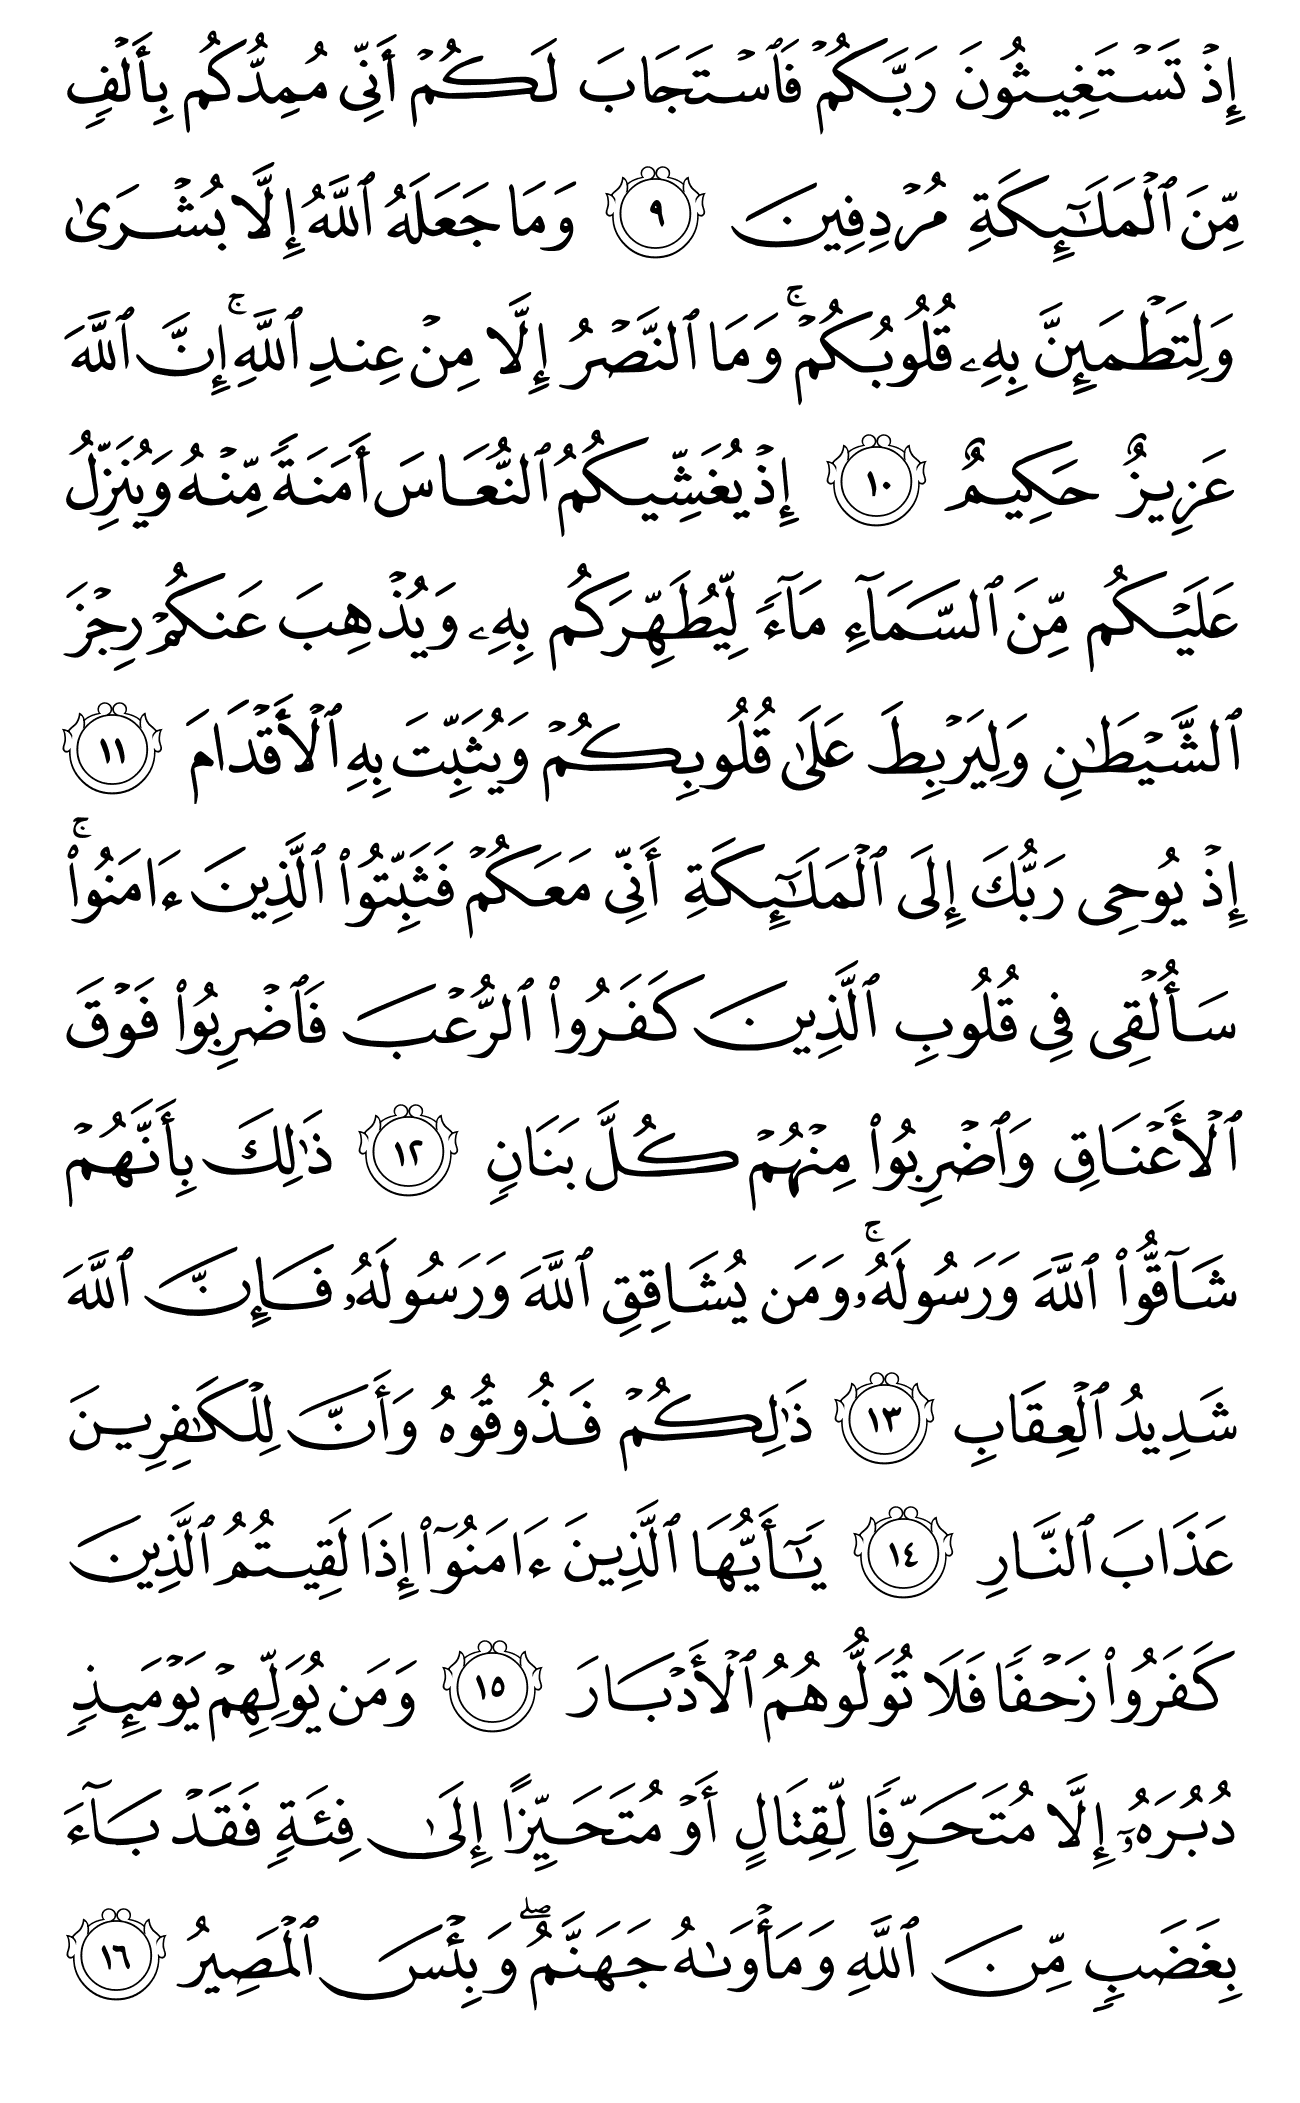 إِذۡ تَسۡتَغِيثُونَ رَبَّكُمۡ فَٱسۡتَجَابَ لَكُمۡ أَنِّي مُمِدُّكُم بِأَلۡفٖ
مِّنَ ٱلۡمَلَٰٓئِكَةِ مُرۡدِفِينَ ٩ وَمَا جَعَلَهُ ٱللَّهُ إِلَّا بُشۡرَىٰ
وَلِتَطۡمَئِنَّ بِهِۦ قُلُوبُكُمۡۚ وَمَا ٱلنَّصۡرُ إِلَّا مِنۡ عِندِ ٱللَّهِۚ إِنَّ ٱللَّهَ
عَزِيزٌ حَكِيمٌ ١٠ إِذۡ يُغَشِّيكُمُ ٱلنُّعَاسَ أَمَنَةٗ مِّنۡهُ وَيُنَزِّلُ
عَلَيۡكُم مِّنَ ٱلسَّمَآءِ مَآءٗ لِّيُطَهِّرَكُم بِهِۦ وَيُذۡهِبَ عَنكُمۡ رِجۡزَ
ٱلشَّيۡطَٰنِ وَلِيَرۡبِطَ عَلَىٰ قُلُوبِكُمۡ وَيُثَبِّتَ بِهِ ٱلۡأَقۡدَامَ ١١
إِذۡ يُوحِي رَبُّكَ إِلَى ٱلۡمَلَٰٓئِكَةِ أَنِّي مَعَكُمۡ فَثَبِّتُواْ ٱلَّذِينَ ءَامَنُواْۚ
سَأُلۡقِي فِي قُلُوبِ ٱلَّذِينَ كَفَرُواْ ٱلرُّعۡبَ فَٱضۡرِبُواْ فَوۡقَ
ٱلۡأَعۡنَاقِ وَٱضۡرِبُواْ مِنۡهُمۡ كُلَّ بَنَانٖ ١٢ ذَٰلِكَ بِأَنَّهُمۡ
شَآقُّواْ ٱللَّهَ وَرَسُولَهُۥۚ وَمَن يُشَاقِقِ ٱللَّهَ وَرَسُولَهُۥ فَإِنَّ ٱللَّهَ
شَدِيدُ ٱلۡعِقَابِ ١٣ ذَٰلِكُمۡ فَذُوقُوهُ وَأَنَّ لِلۡكَٰفِرِينَ
عَذَابَ ٱلنَّارِ ١٤ يَٰٓأَيُّهَا ٱلَّذِينَ ءَامَنُوٓاْ إِذَا لَقِيتُمُ ٱلَّذِينَ
كَفَرُواْ زَحۡفٗا فَلَا تُوَلُّوهُمُ ٱلۡأَدۡبَارَ ١٥ وَمَن يُوَلِّهِمۡ يَوۡمَئِذٖ
دُبُرَهُۥٓ إِلَّا مُتَحَرِّفٗا لِّقِتَالٍ أَوۡ مُتَحَيِّزًا إِلَىٰ فِئَةٖ فَقَدۡ بَآءَ
بِغَضَبٖ مِّنَ ٱللَّهِ وَمَأۡوَىٰهُ جَهَنَّمُۖ وَبِئۡسَ ٱلۡمَصِيرُ ١٦